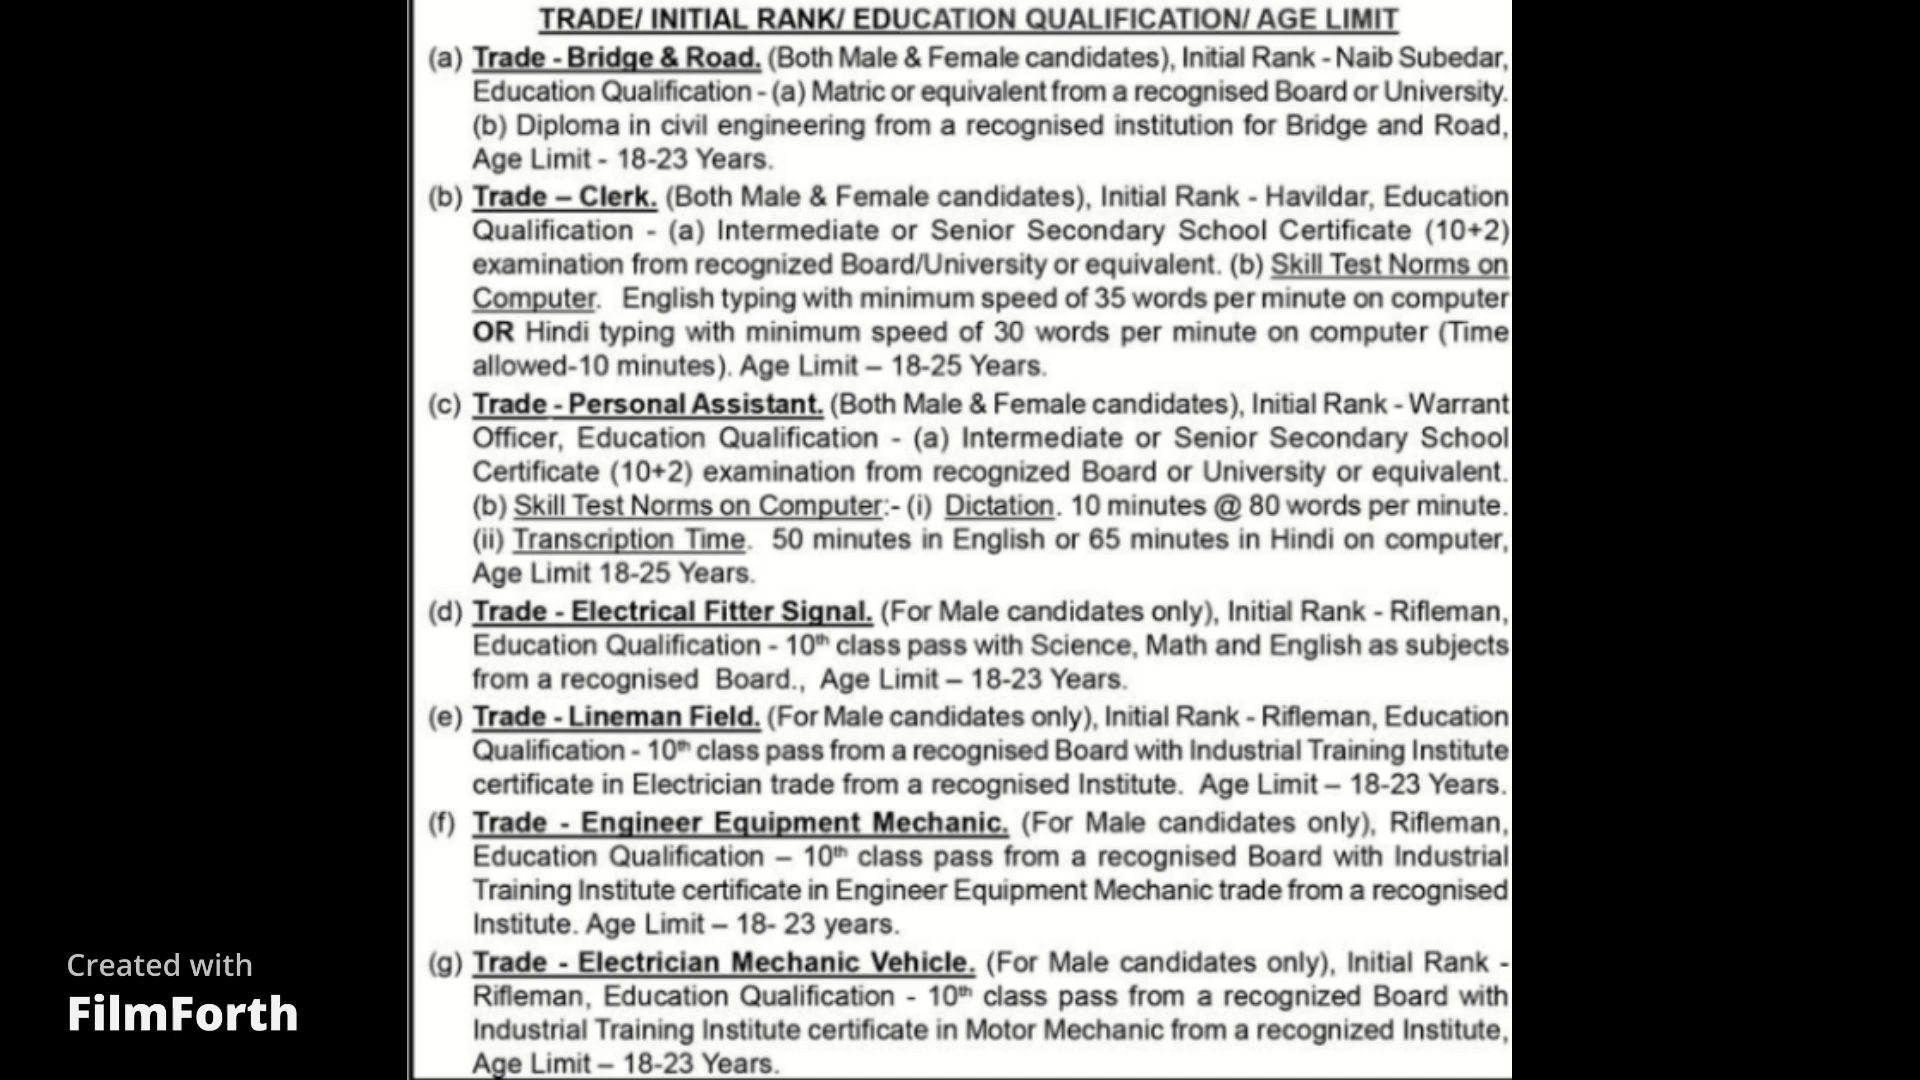 TRADE/ INITIAL RANK/ EDUCATION QUALIFICATION/ AGE LIMIT
(a) Trade - Bridge & Road. (Both Male & Female candidates), Initial Rank - Naib Subedar,
Education Qualification - (a) Matric or equivalent from a recognised Board or University.
(b) Diploma in civil engineering from a recognised institution for Bridge and Road,
Age Limit - 18-23 Years.
(b) Trade – Clerk. (Both Male & Female candidates), Initial Rank - Havildar, Education
Qualification - (a) Intermediate or Senior Secondary School Certificate (10+2)
examination from recognized Board/University or equivalent. (b) Skill Test Norms on
Computer. English typing with minimum speed of 35 words per minute on computer
OR Hindi typing with minimum speed of 30 words per minute on computer (Time
allowed-10 minutes). Age Limit – 18-25 Years.
(c) Trade - Personal Assistant. (Both Male & Female candidates), Initial Rank - Warrant
Officer, Education Qualification - (a) Intermediate or Senior Secondary School
Certificate (10+2) examination from recognized Board or University or equivalent.
(b) Skill Test Norms on Computer:- (i) Dictation. 10 minutes @ 80 words per minute.
(ii) Transcription Time. 50 minutes in English or 65 minutes in Hindi on computer,
Age Limit 18-25 Years.
(d) Trade - Electrical Fitter Signal. (For Male candidates only), Initial Rank - Rifleman,
Education Qualification - 10th class pass with Science, Math and English as subjects
from a recognised Board., Age Limit – 18-23 Years.
(e) Trade - Lineman Field. (For Male candidates only), Initial Rank - Rifleman, Education
Qualification - 10th class pass from a recognised Board with Industrial Training Institute
certificate in Electrician trade from a recognised Institute. Age Limit – 18-23 Years.
(f) Trade - Engineer Equipment Mechanic. (For Male candidates only), Rifleman,
Education Qualification – 10th class pass from a recognised Board with Industrial
Training Institute certificate in Engineer Equipment Mechanic trade from a recognised
Institute. Age Limit – 18- 23 years.
(g) Trade - Electrician Mechanic Vehicle. (For Male candidates only), Initial Rank -
Rifleman, Education Qualification - 10th class pass from a recognized Board with
Industrial Training Institute certificate in Motor Mechanic from a recognized Institute,
Age Limit – 18-23 Years.
Created with
FilmForth